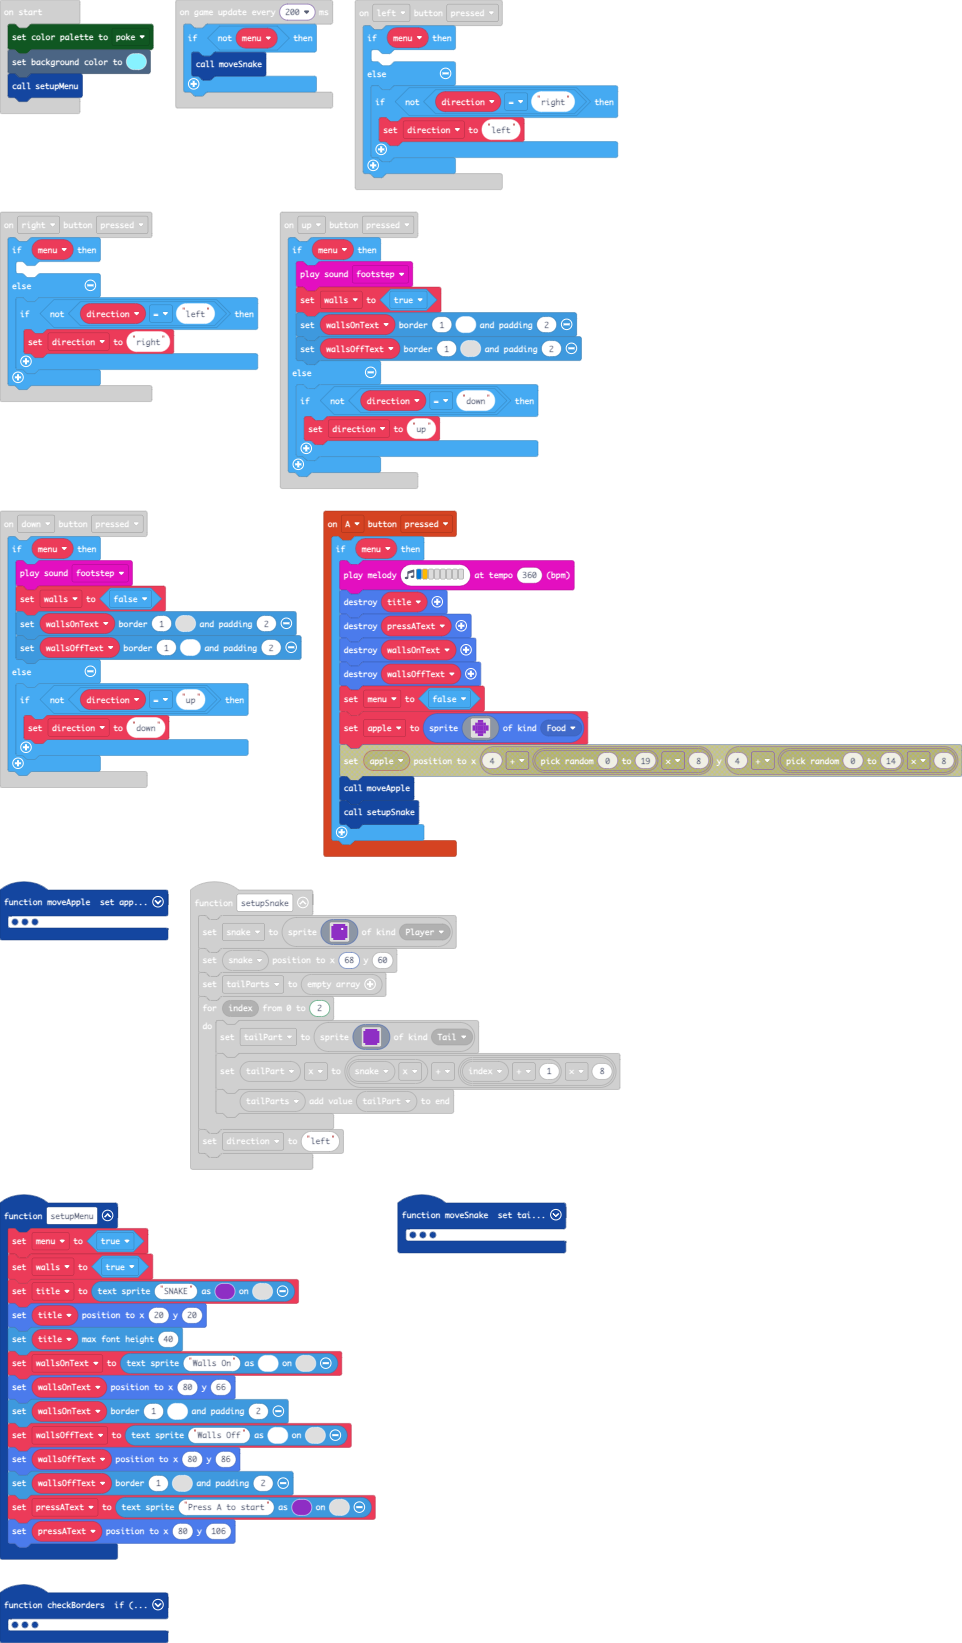 on start
set color palette to poke
set background color to
call setupMenu
on game update every 200 ms
if not menu then
call moveSnake
on left button pressed
if menu then
else
if not direction = "right" then
set direction to "left"
on right button pressed
if menu then
else
if not direction = "left" then
set direction to "right"
on up button pressed
if menu then
play sound footstep
set walls to true
set wallsOnText border 1 and padding 2
set wallsOffText border 1 and padding 2
else
if not direction = "down" then
set direction to "up"
on down button pressed
if menu then
play sound footstep
set walls to false
set wallsOnText border 1 and padding 2
set wallsOffText border 1 and padding 2
else
if not direction = "up" then
set direction to "down"
on A button pressed
if menu then
play melody at tempo 360 (bpm)
destroy title
destroy pressAText
destroy wallsOnText
destroy wallsOffText
set menu to false
set apple to sprite of kind Food
set apple position to x 4 + pick random 0 to 19 × 8 y 4 + pick random 0 to 14 × 8
call moveApple
call setupSnake
function moveApple set app...
function setupSnake
set snake to sprite of kind Player
set snake position to x 68 y 60
set tailParts to empty array
for index from 0 to 2
do
set tailPart to sprite of kind Tail
set tailPart x to snake x + index + 1 × 8
tailParts add value tailPart to end
set direction to "left"
function setupMenu
set menu to true
set walls to true
set title to text sprite "SNAKE" as on
set title position to x 20 y 20
set title max font height 40
set wallsOnText to text sprite "Walls On" as on
set wallsOnText position to x 80 y 66
set wallsOnText border 1 and padding 2
set wallsOffText to text sprite "Walls Off" as on
set wallsOffText position to x 80 y 86
set wallsOffText border 1 and padding 2
set pressAText to text sprite "Press A to start" as on
set pressAText position to x 80 y 106
function moveSnake set tai...
function checkBorders if (...